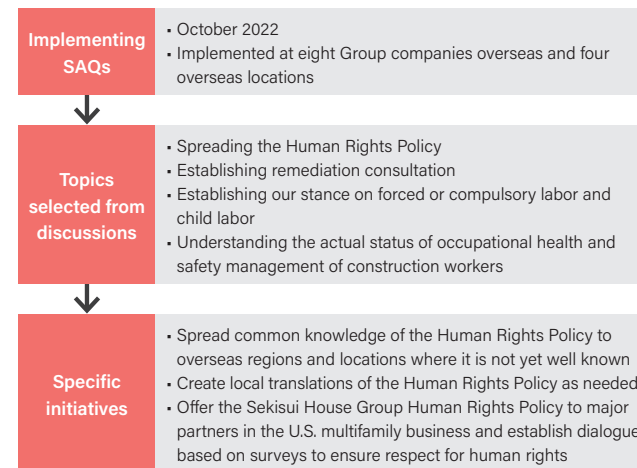 Implementing
SAQs
• October 2022
• Implemented at eight Group companies overseas and four
overseas locations
Topics
selected from
discussions
• Spreading the Human Rights Policy
• Establishing remediation consultation
• Establishing our stance on forced or compulsory labor and
child labor
• Understanding the actual status of occupational health and
safety management of construction workers
Specific
initiatives
• Spread common knowledge of the Human Rights Policy to
overseas regions and locations where it is not yet well known
• Create local translations of the Human Rights Policy as needed
• Offer the Sekisui House Group Human Rights Policy to major
partners in the U.S. multifamily business and establish dialogue
based on surveys to ensure respect for human rights